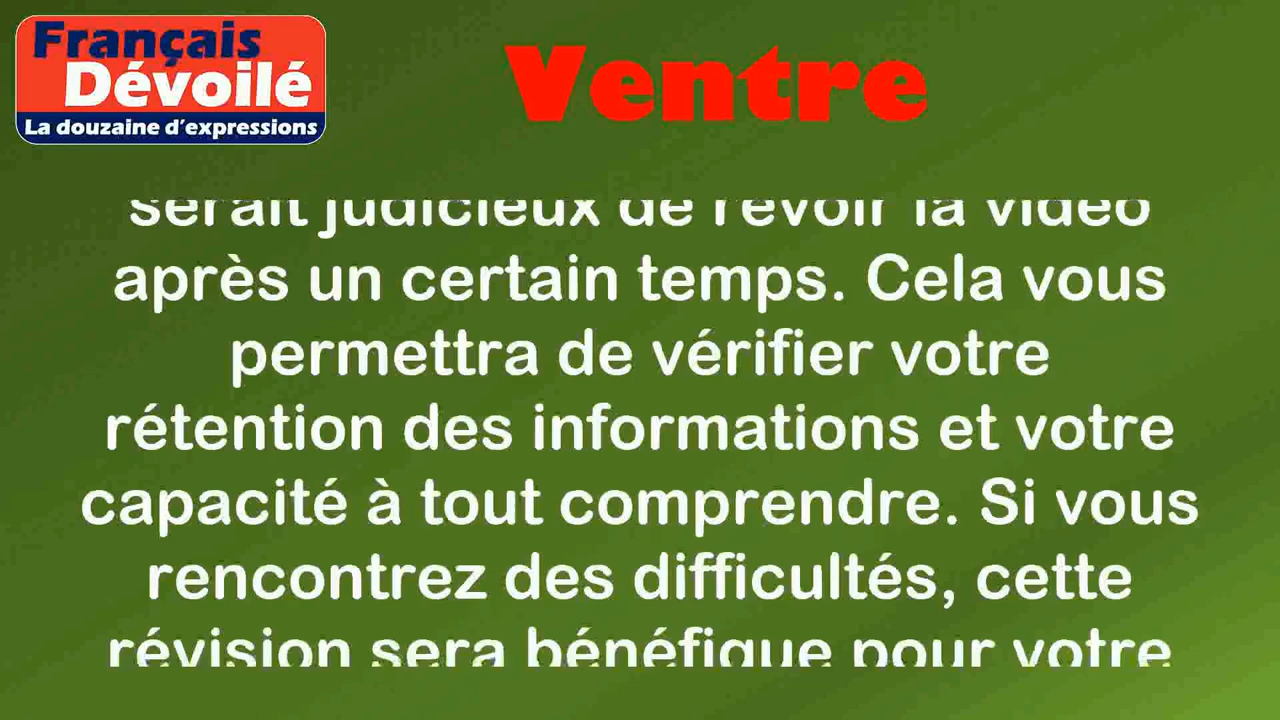 Français
Dévoilé
La douzaine d'expressions
Ventre
serait judicieux de revoir la vidéo
après un certain temps. Cela vous
permettra de vérifier votre
rétention des informations et votre
capacité à tout comprendre. Si vous
rencontrez des difficultés, cette
révision sera bénéfique pour votre